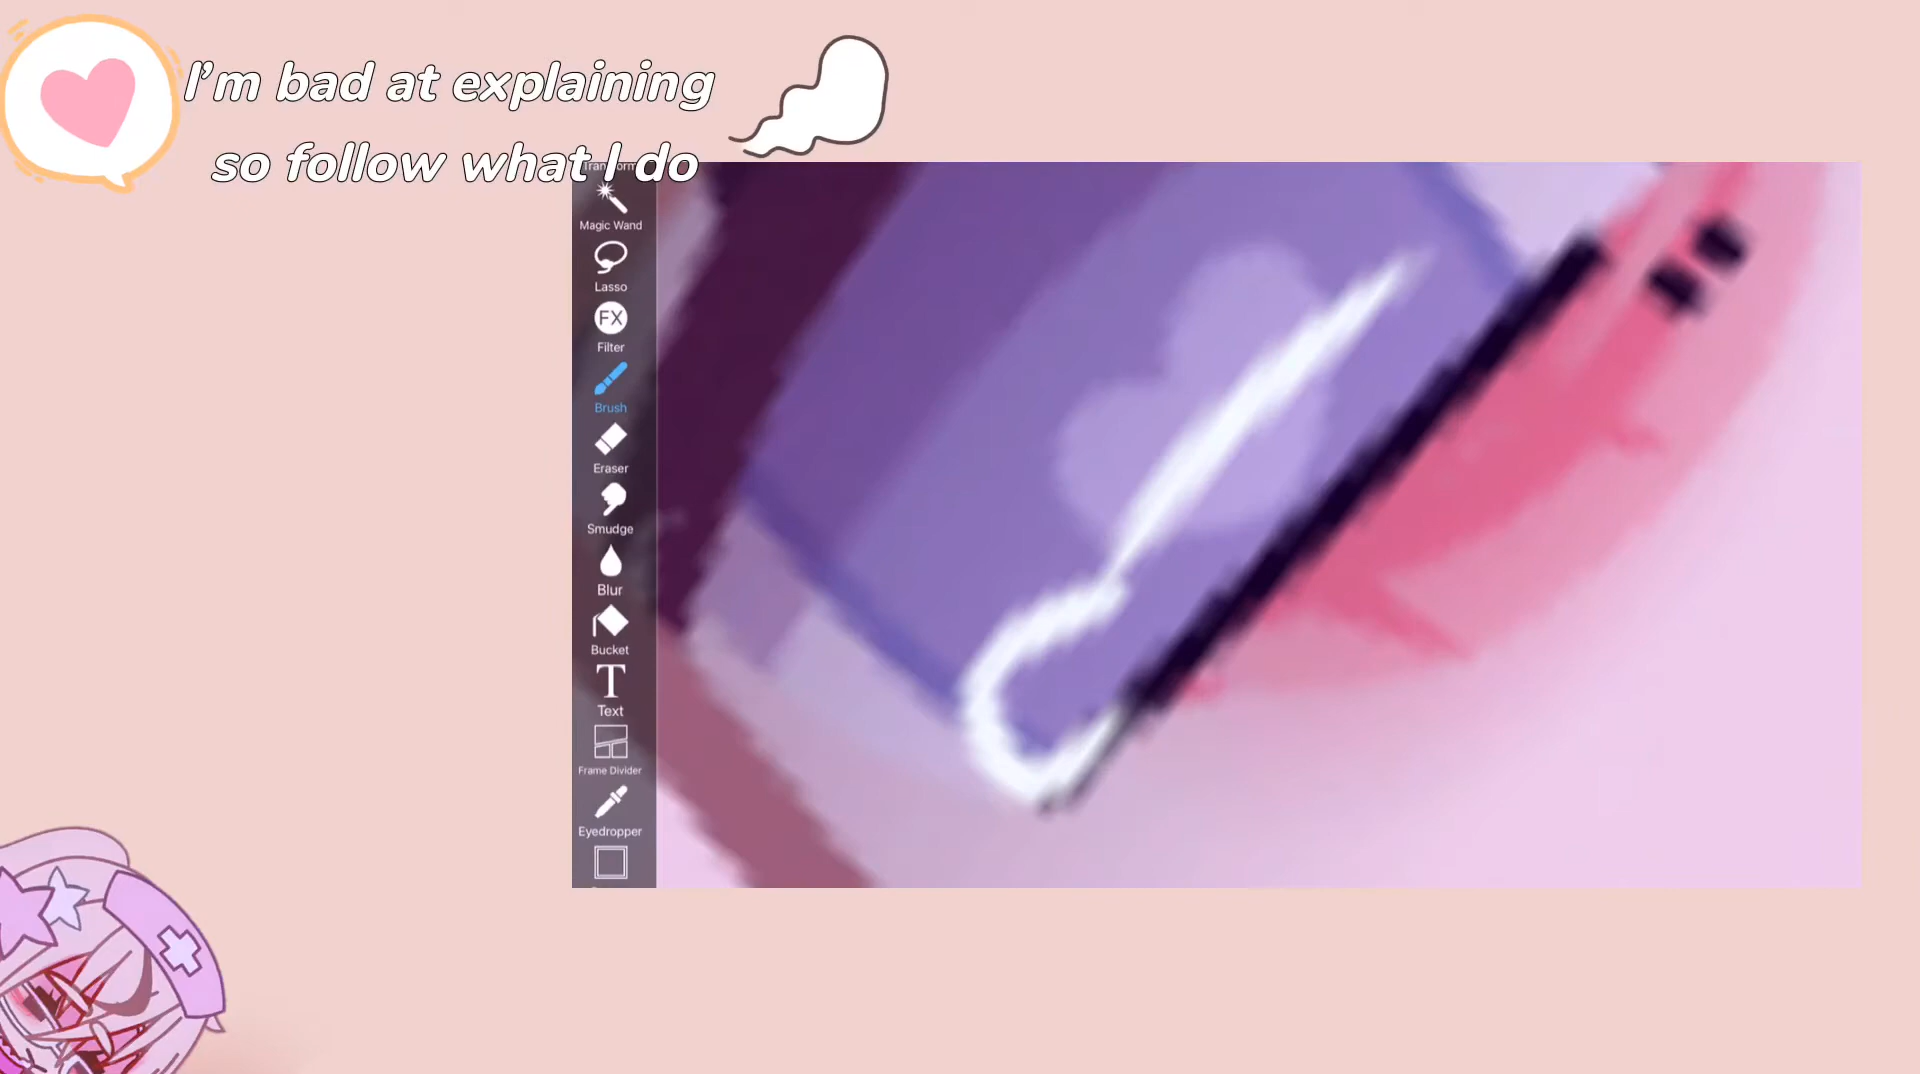 I'm bad at explaining
so follow what I do
Transform
Magic Wand
Lasso
FX
Filter
Brush
Eraser
Smudge
Blur
Bucket
T
Text
Frame Divider
Eyedropper